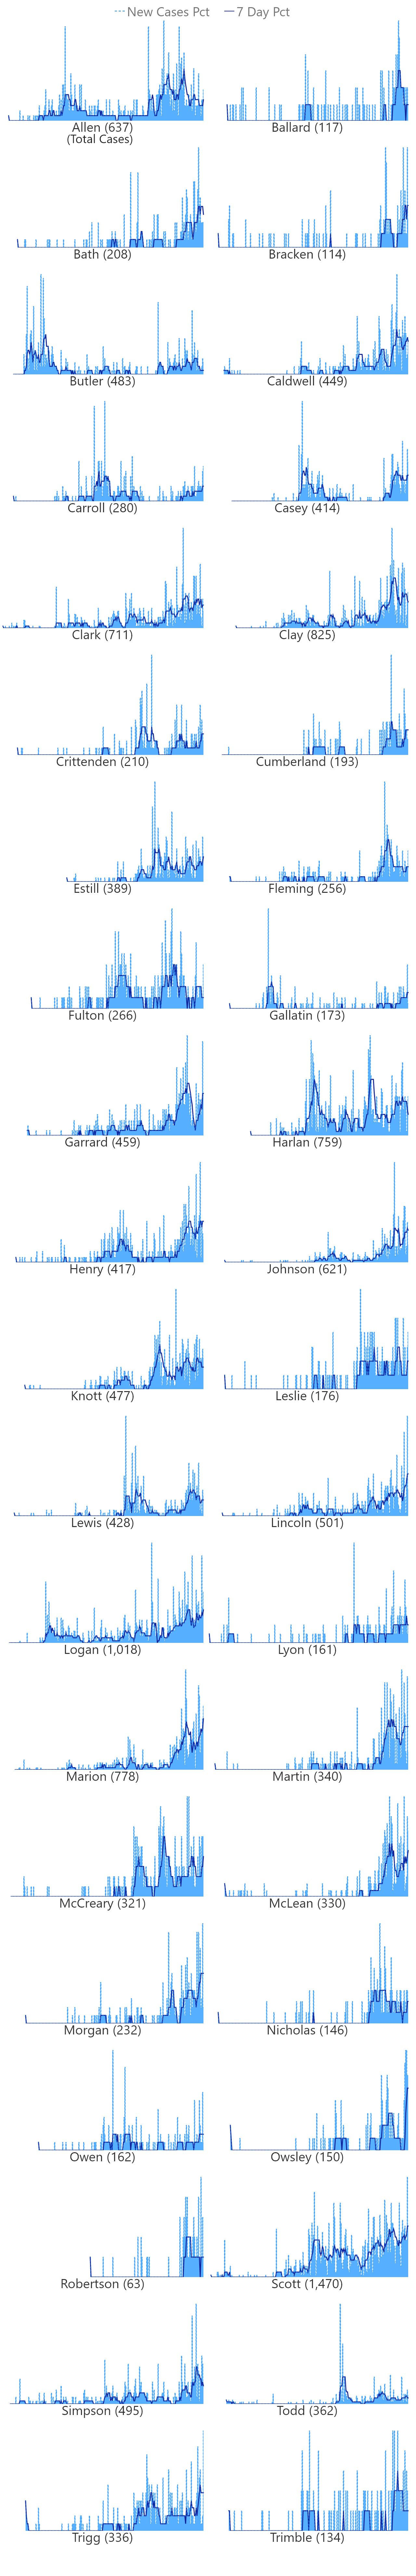 New Cases Pct 7 Day Pct
Allen (637) Ballard (117)
(Total Cases)
Bath (208) Bracken (114)
Butler (483) Caldwell (449)
Carroll (280) Casey (414)
Clark (711) Clay (825)
Crittenden (210) Cumberland (193)
Estill (389) Fleming (256)
Fulton (266) Gallatin (173)
Garrard (459) Harlan (759)
Henry (417) Johnson (621)
Knott (477) Leslie (176)
Lewis (428) Lincoln (501)
Logan (1,018) Lyon (161)
Marion (778) Martin (340)
McCreary (321) McLean (330)
Morgan (232) Nicholas (146)
Owen (162) Owsley (150)
Robertson (63) Scott (1,470)
Simpson (495) Todd (362)
Trigg (336) Trimble (134)